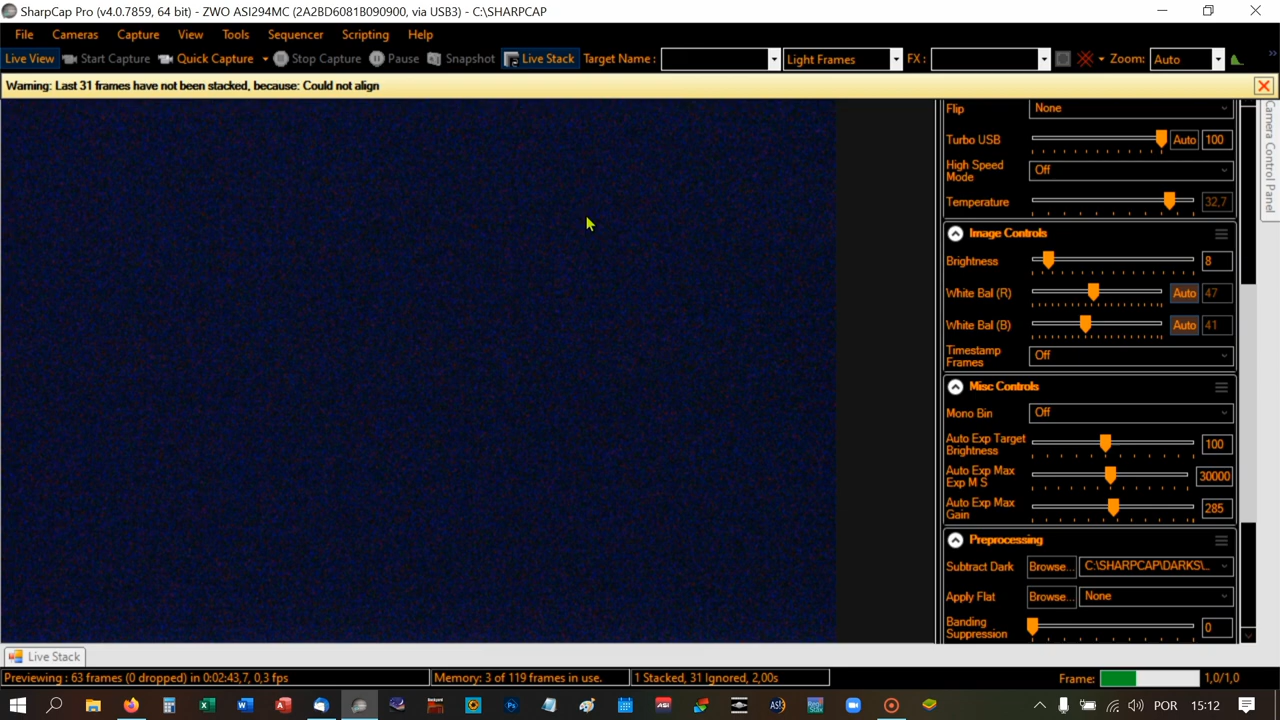 SharpCap Pro (v4.0.7859, 64 bit) - ZWO ASI294MC (2A2BD6081B090900, via USB3) - C:\SHARPCAP
File Cameras Capture View Tools Sequencer Scripting Help
Live View Start Capture Quick Capture Stop Capture Pause Snapshot Live Stack Target Name : Light Frames FX : Zoom: Auto
Warning: Last 31 frames have not been stacked, because: Could not align
Flip None
Turbo USB Auto 100
High Speed Mode Off
Temperature 32,7
Image Controls
Brightness 8
White Bal (R) Auto 47
White Bal (B) Auto 41
Timestamp Frames Off
Misc Controls
Mono Bin Off
Auto Exp Target Brightness 100
Auto Exp Max Exp M S 30000
Auto Exp Max Gain 285
Preprocessing
Subtract Dark Browse... C:\SHARPCAP\DARKS\...
Apply Flat Browse... None
Banding Suppression 0
Camera Control Panel
Live Stack
Previewing : 63 frames (0 dropped) in 0:02:43,7, 0,3 fps Memory: 3 of 119 frames in use. 1 Stacked, 31 Ignored, 2,00s Frame: 1,0/1,0
POR 15:12